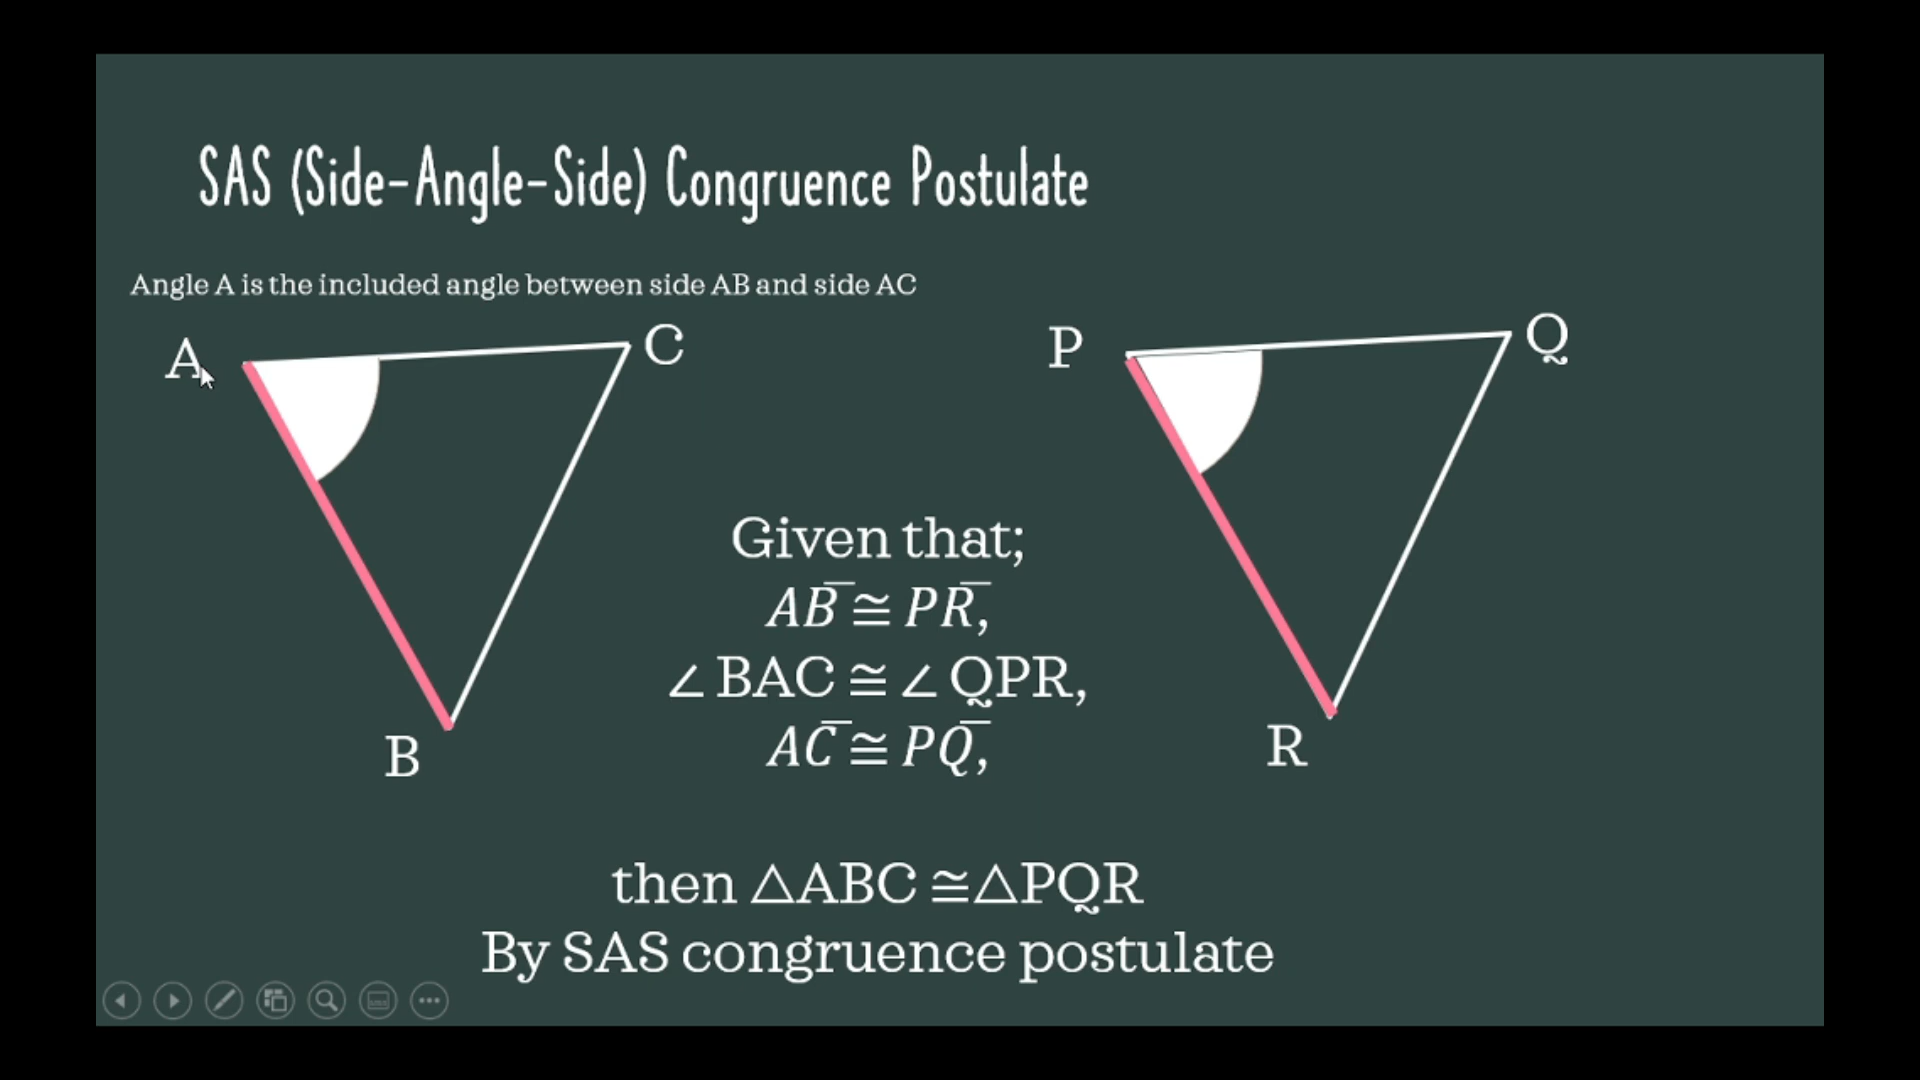 SAS (Side-Angle-Side) Congruence Postulate
Angle A is the included angle between side AB and side AC
A
C
P
Q
Given that;
AB̅ ≅ PR̅,
∠BAC ≅ ∠QPR,
AC̅ ≅ PQ̅,
B
R
then △ABC ≅△PQR
By SAS congruence postulate